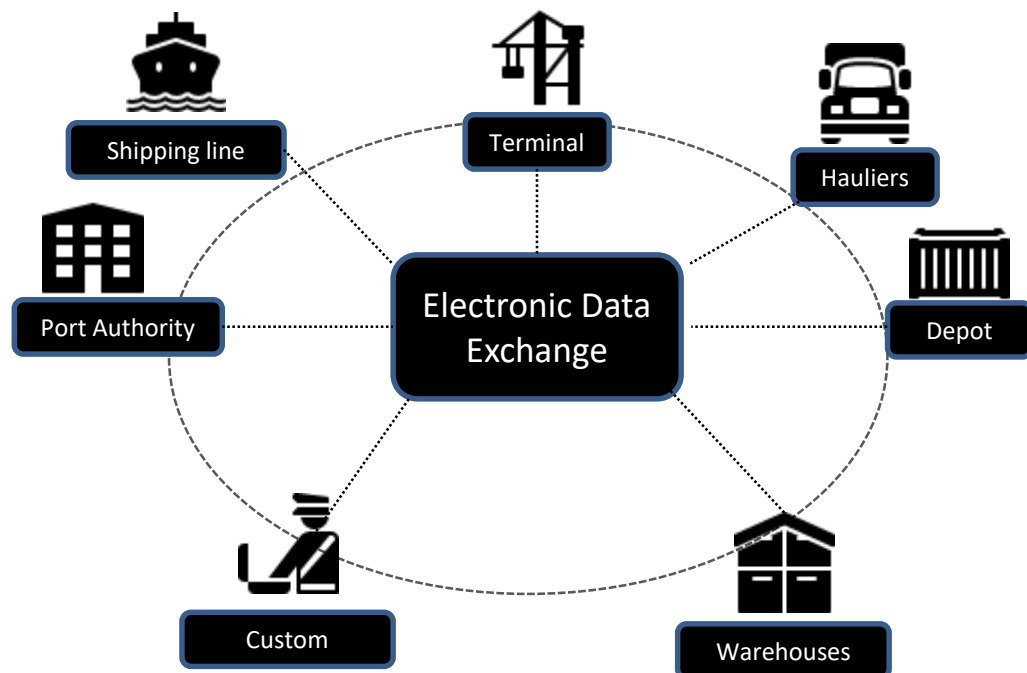 Terminal
Shipping line
Hauliers
Port Authority
Electronic Data
Exchange
Depot
Custom
Warehouses